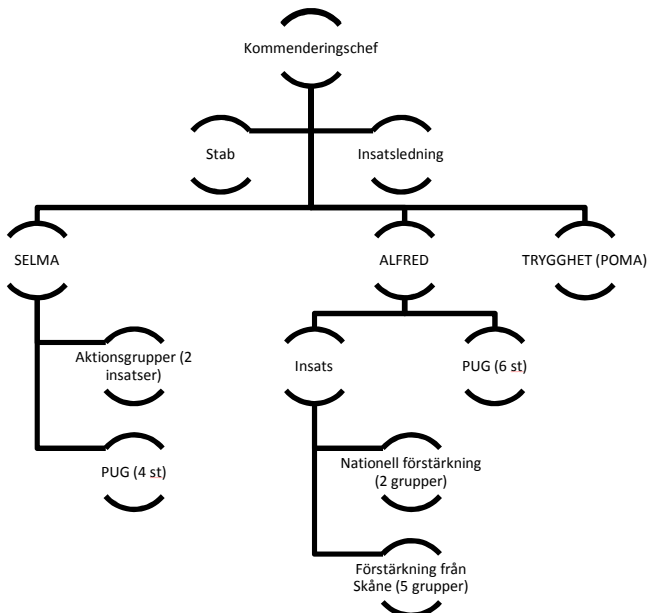 Kommenderingschef
Stab
Insatsledning
SELMA
ALFRED
TRYGGHET (POMA)
Aktionsgrupper (2
insatser)
Insats
PUG (6 st)
PUG (4 st)
Nationell förstärkning
(2 grupper)
Förstärkning från
Skåne (5 grupper)